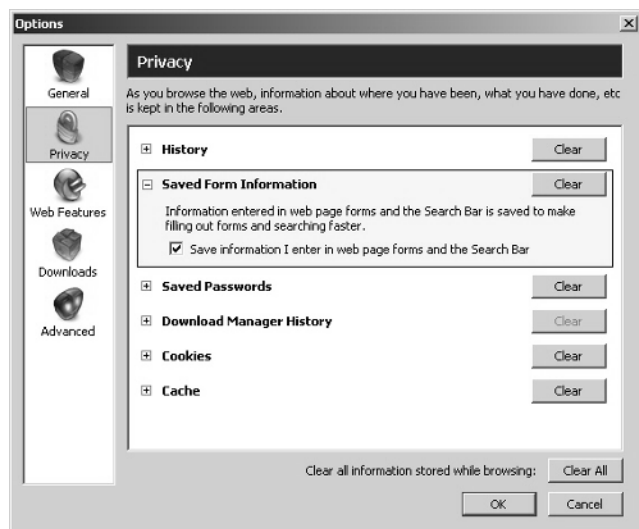 Options
General
Privacy
Web Features
Downloads
Advanced
Privacy
As you browse the web, information about where you have been, what you have done, etc
is kept in the following areas.
History Clear
Saved Form Information Clear
Information entered in web page forms and the Search Bar is saved to make
filling out forms and searching faster.
Save information I enter in web page forms and the Search Bar
Saved Passwords Clear
Download Manager History Clear
Cookies Clear
Cache Clear
Clear all information stored while browsing: Clear All
OK Cancel